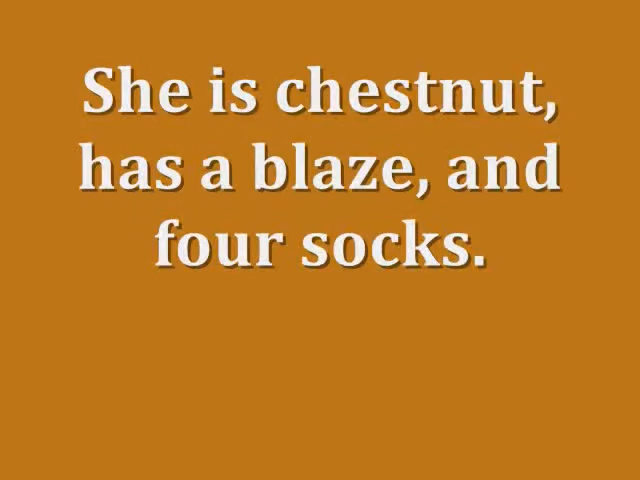 She is chestnut,
has a blaze, and
four socks.